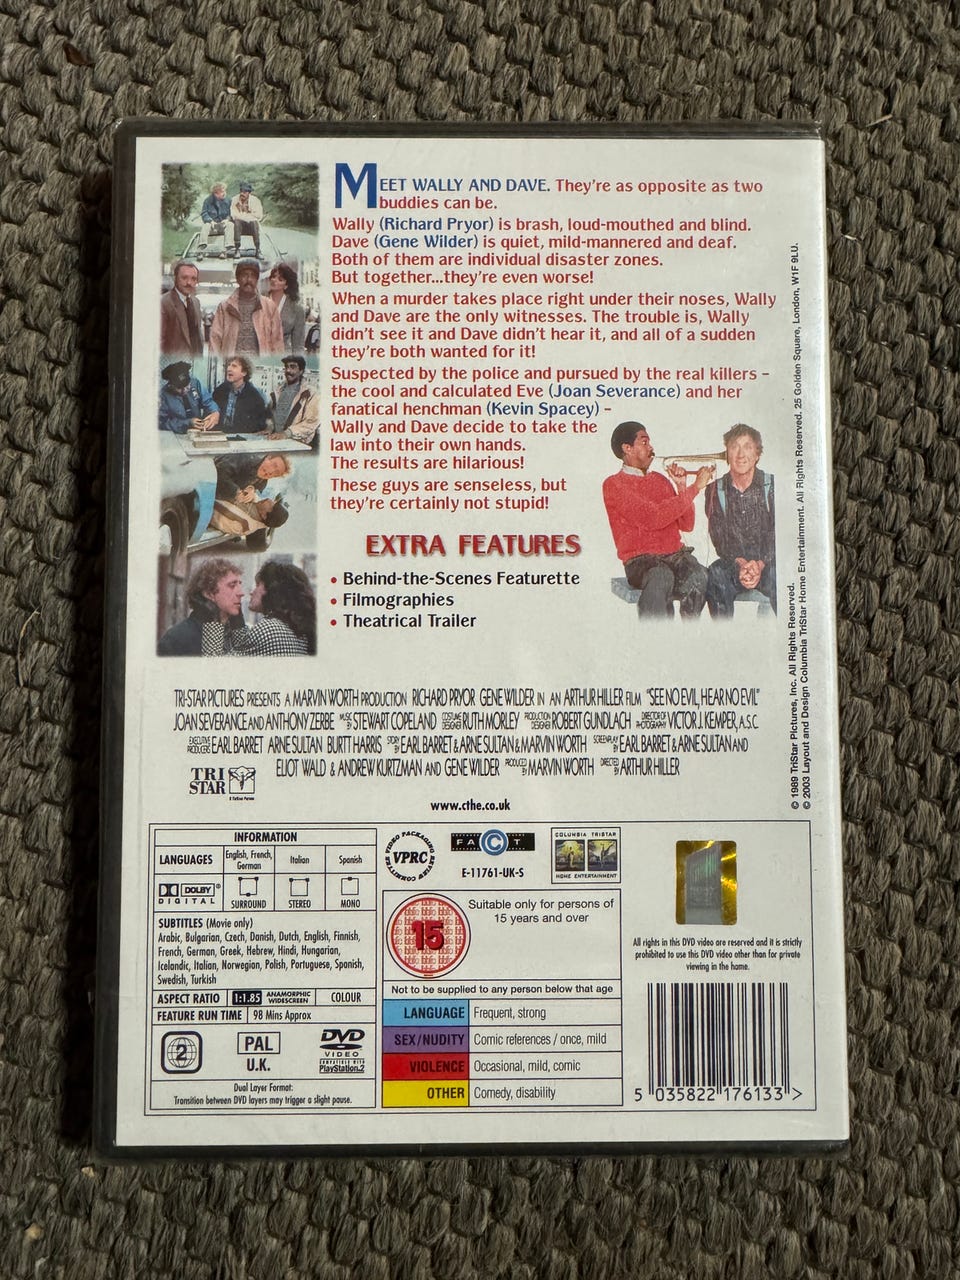 MEET WALLY AND DAVE. They're as opposite as two
buddies can be.
Wally (Richard Pryor) is brash, loud-mouthed and blind.
Dave (Gene Wilder) is quiet, mild-mannered and deaf.
Both of them are individual disaster zones.
But together...they're even worse!
When a murder takes place right under their noses, Wally
and Dave are the only witnesses. The trouble is, Wally
didn't see it and Dave didn't hear it, and all of a sudden
they're both wanted for it!
Suspected by the police and pursued by the real killers –
the cool and calculated Eve (Joan Severance) and her
fanatical henchman (Kevin Spacey) –
Wally and Dave decide to take the
law into their own hands.
The results are hilarious!
These guys are senseless, but
they're certainly not stupid!
EXTRA FEATURES
• Behind-the-Scenes Featurette
• Filmographies
• Theatrical Trailer
© 1989 TriStar Pictures, Inc. All Rights Reserved.
© 2003 Layout and Design Columbia TriStar Home Entertainment. All Rights Reserved. 25 Golden Square, London, W1F 9LU.
TRI-STAR PICTURES PRESENTS A MARVIN WORTH PRODUCTION RICHARD PRYOR GENE WILDER IN AN ARTHUR HILLER FILM "SEE NO EVIL, HEAR NO EVIL"
JOAN SEVERANCE AND ANTHONY ZERBE MUSIC BY STEWART COPELAND COSTUME DESIGNER RUTH MORLEY PRODUCTION DESIGNER ROBERT GUNDLACH DIRECTOR OF PHOTOGRAPHY VICTOR J. KEMPER, A.S.C.
EXECUTIVE PRODUCERS EARL BARRET ARNE SULTAN BURTT HARRIS STORY BY EARL BARRET & ARNE SULTAN & MARVIN WORTH SCREENPLAY BY EARL BARRET & ARNE SULTAN AND
ELIOT WALD & ANDREW KURTZMAN AND GENE WILDER PRODUCED BY MARVIN WORTH DIRECTED BY ARTHUR HILLER
TRI
STAR
www.cthe.co.uk
INFORMATION
LANGUAGES English, French, German Italian Spanish
DOLBY DIGITAL SURROUND STEREO MONO
SUBTITLES (Movie only)
Arabic, Bulgarian, Czech, Danish, Dutch, English, Finnish,
French, German, Greek, Hebrew, Hindi, Hungarian,
Icelandic, Italian, Norwegian, Polish, Portuguese, Spanish,
Swedish, Turkish
ASPECT RATIO 1:1.85 ANAMORPHIC WIDESCREEN COLOUR
FEATURE RUN TIME 98 Mins Approx
2 PAL U.K. DVD VIDEO COMPATIBLE WITH PlayStation.2
Dual Layer Format:
Transition between DVD layers may trigger a slight pause.
VIDEO PACKAGING REVIEW COMMITTEE VPRC
FACT
E-11761-UK-S
COLUMBIA TRISTAR
HOME ENTERTAINMENT
15
Suitable only for persons of
15 years and over
Not to be supplied to any person below that age
LANGUAGE Frequent, strong
SEX/NUDITY Comic references / once, mild
VIOLENCE Occasional, mild, comic
OTHER Comedy, disability
All rights in this DVD video are reserved and it is strictly
prohibited to use this DVD video other than for private
viewing in the home.
5 035822 176133 >